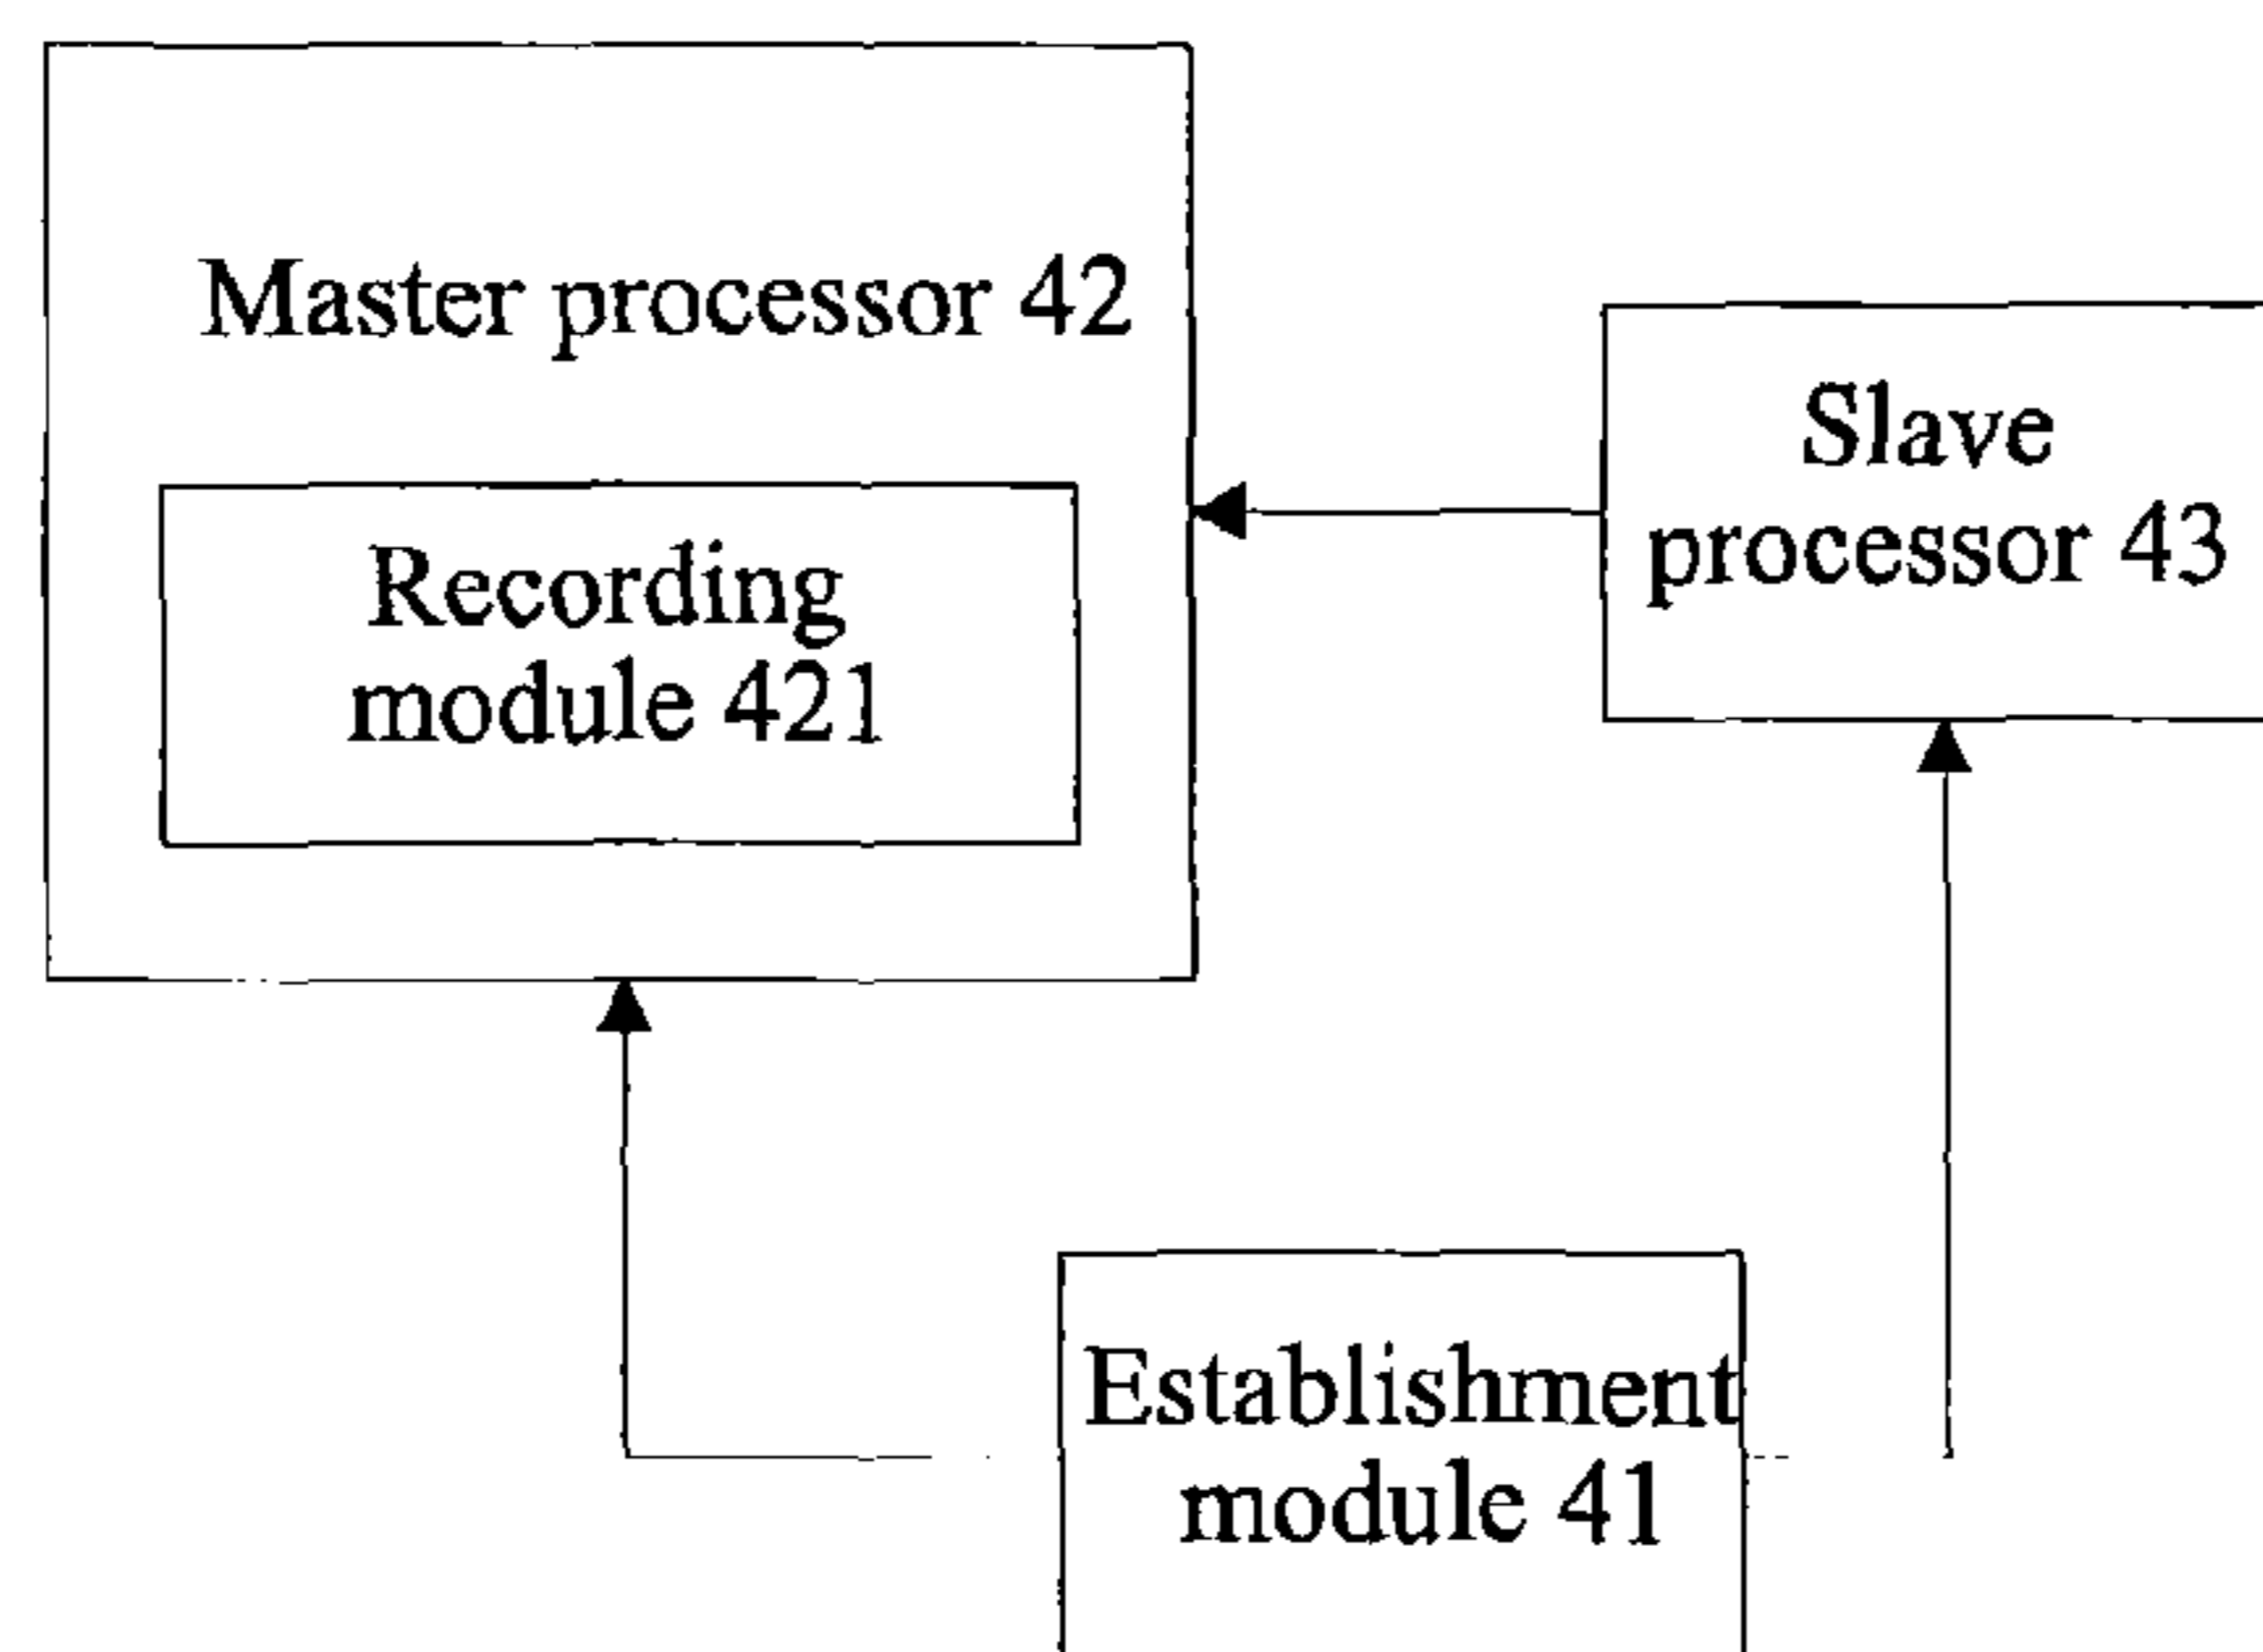 Master processor 42
Recording
module 421
Slave
processor 43
Establishment
module 41